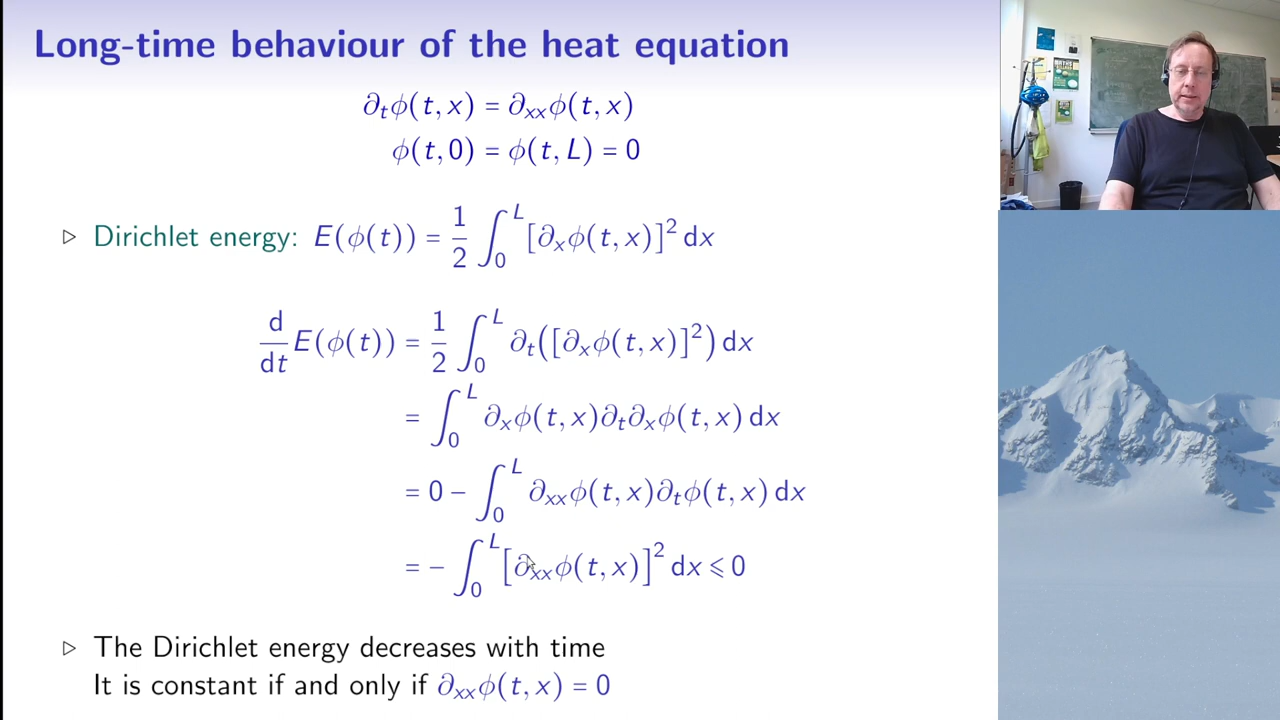 Long-time behaviour of the heat equation
∂ₜϕ(t, x) = ∂ₓₓϕ(t, x)
ϕ(t, 0) = ϕ(t, L) = 0
▷ Dirichlet energy: E(ϕ(t)) = 1/2 ∫₀ᴸ [∂ₓϕ(t, x)]² dx
d/dt E(ϕ(t)) = 1/2 ∫₀ᴸ ∂ₜ([∂ₓϕ(t, x)]²) dx
= ∫₀ᴸ ∂ₓϕ(t, x)∂ₜ∂ₓϕ(t, x) dx
= 0 − ∫₀ᴸ ∂ₓₓϕ(t, x)∂ₜϕ(t, x) dx
= − ∫₀ᴸ [∂ₓₓϕ(t, x)]² dx ⩽ 0
▷ The Dirichlet energy decreases with time
It is constant if and only if ∂ₓₓϕ(t, x) = 0